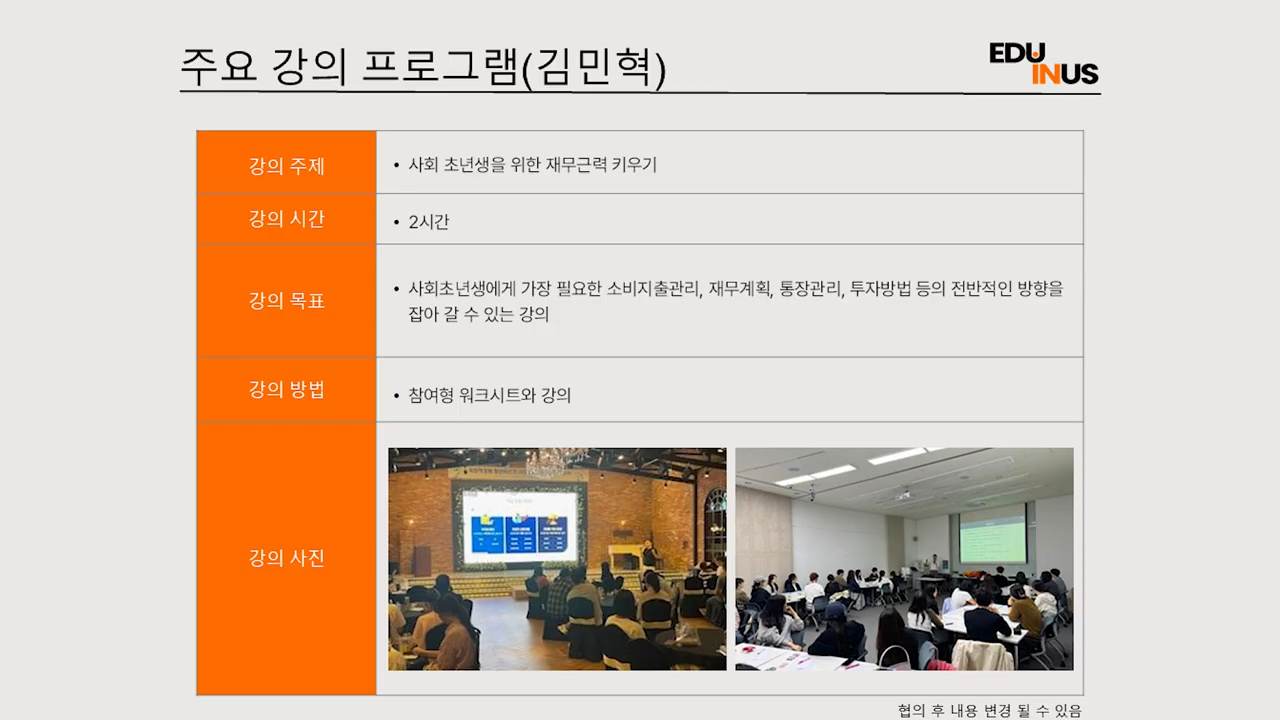 주요 강의 프로그램(김민혁)
EDU
INUS
강의 주제
• 사회 초년생을 위한 재무근력 키우기
강의 시간
• 2시간
강의 목표
• 사회초년생에게 가장 필요한 소비지출관리, 재무계획, 통장관리, 투자방법 등의 전반적인 방향을
잡아 갈 수 있는 강의
강의 방법
• 참여형 워크시트와 강의
강의 사진
협의 후 내용 변경 될 수 있음